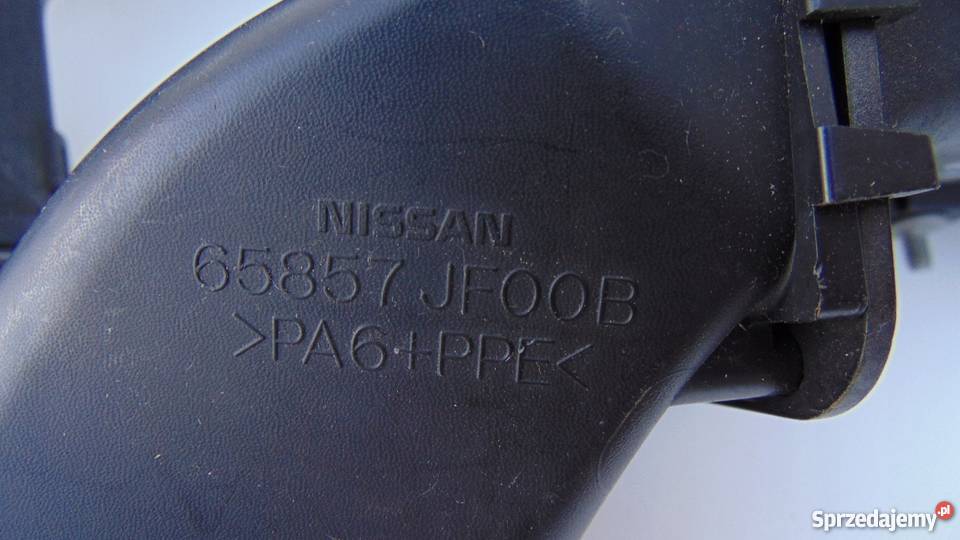 NISSAN
65857 JF00B
>PA6+PPE<
Sprzedajemy.pl